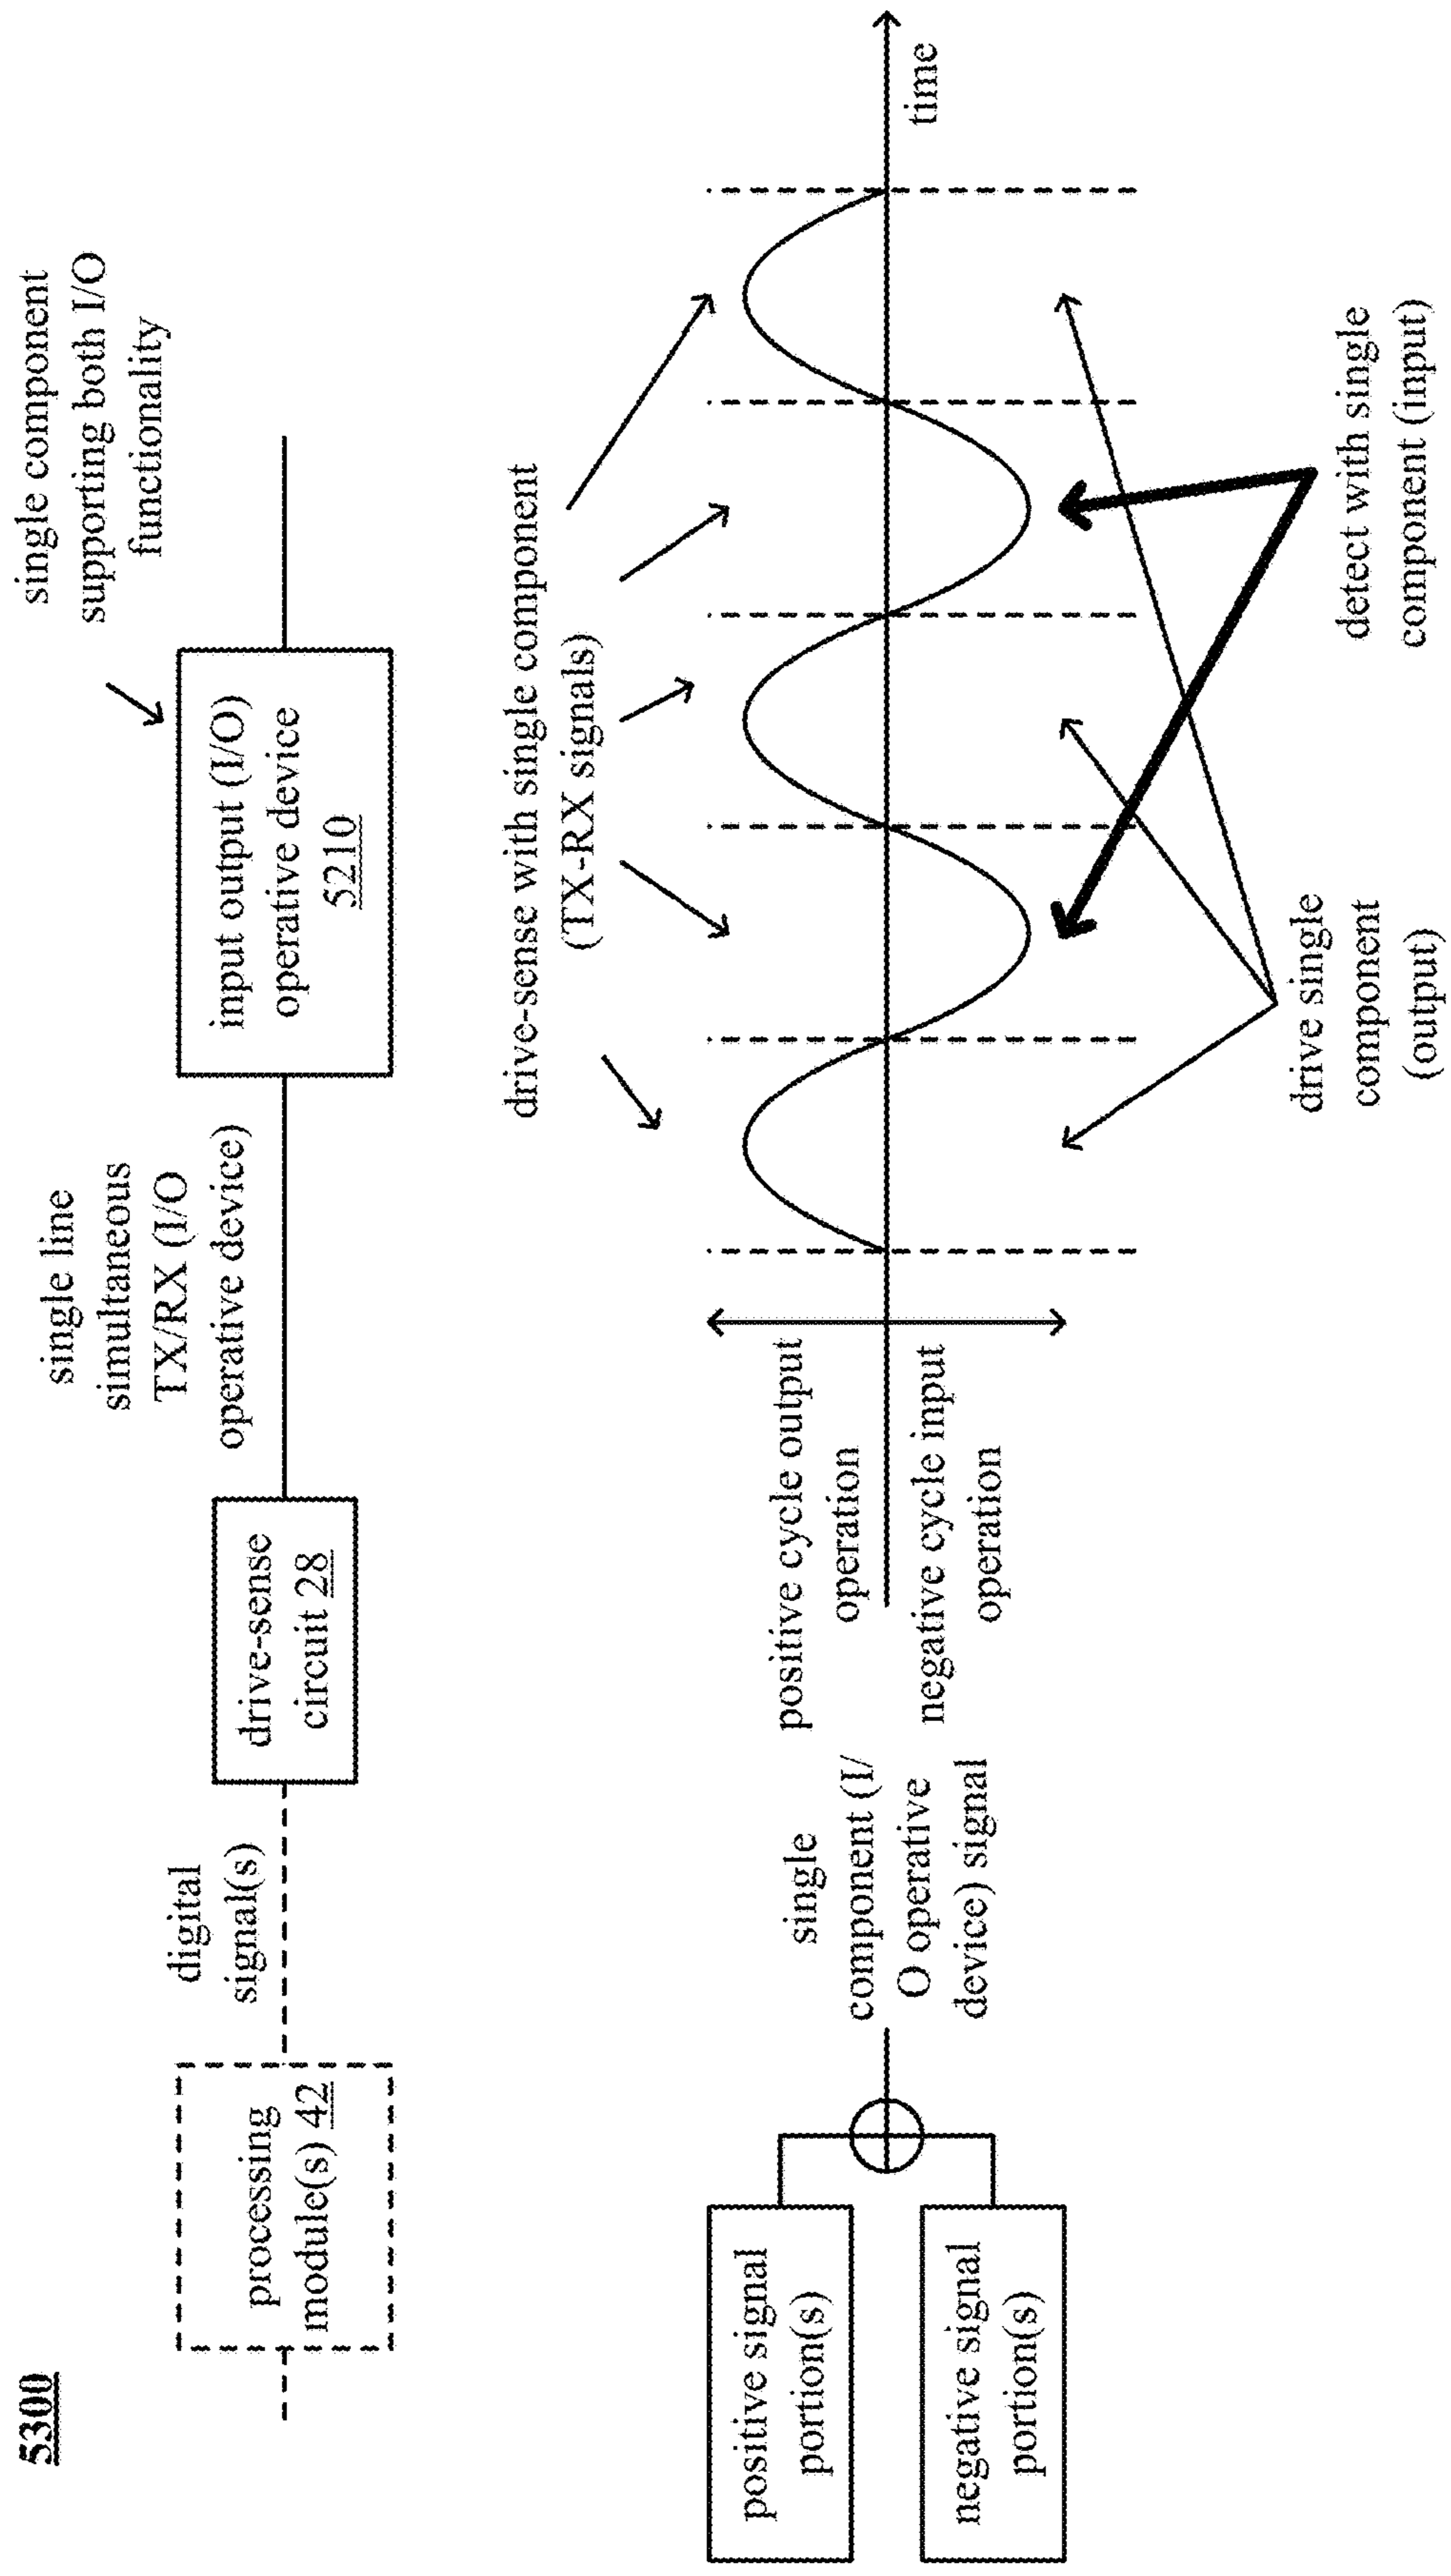 5300
processing
module(s) 42
digital
signal(s)
drive-sense
circuit 28
single line
simultaneous
TX/RX (I/O
operative device)
input output (I/O)
operative device
5210
single component
supporting both I/O
functionality
positive signal
portion(s)
negative signal
portion(s)
single
component (I/
O operative
device) signal
positive cycle output
operation
negative cycle input
operation
drive-sense with single component
(TX-RX signals)
time
drive single
component
(output)
detect with single
component (input)